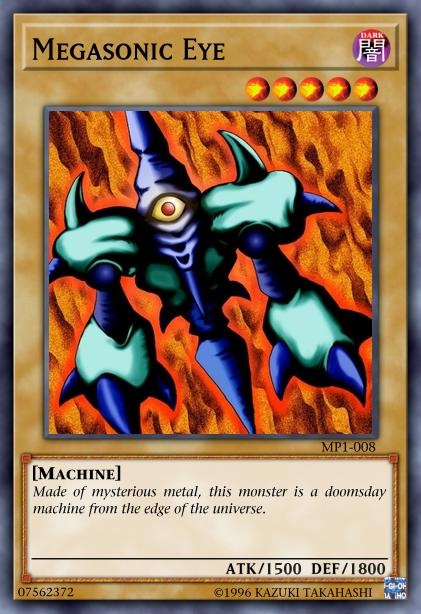 Megasonic Eye
DARK
闇
MP1-008
[Machine]
Made of mysterious metal, this monster is a doomsday
machine from the edge of the universe.
ATK/1500 DEF/1800
07562372
©1996 KAZUKI TAKAHASHI